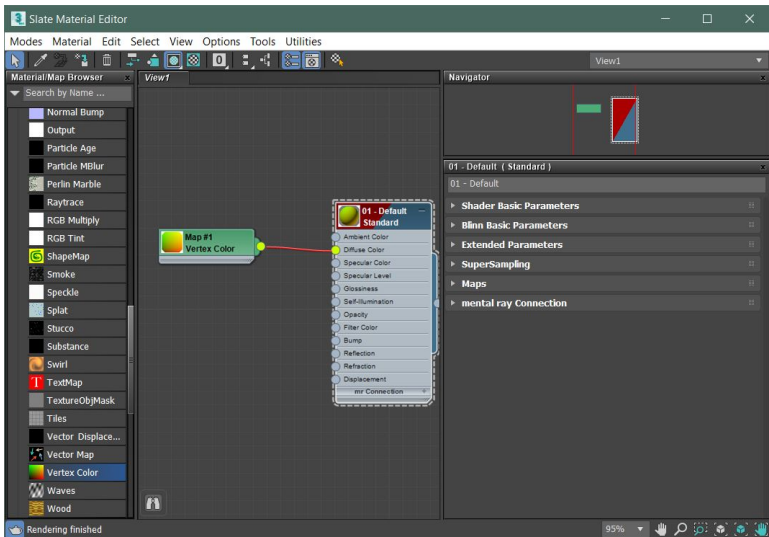 Slate Material Editor
Modes Material Edit Select View Options Tools Utilities
0
View1
Material/Map Browser x
Search by Name ...
Normal Bump
Output
Particle Age
Particle MBlur
Perlin Marble
Raytrace
RGB Multiply
RGB Tint
ShapeMap
Smoke
Speckle
Splat
Stucco
Substance
Swirl
TextMap
TextureObjMask
Tiles
Vector Displace...
Vector Map
Vertex Color
Waves
Wood
View1
Map #1
Vertex Color
01 - Default
Standard
Ambient Color
Diffuse Color
Specular Color
Specular Level
Glossiness
Self-Illumination
Opacity
Filter Color
Bump
Reflection
Refraction
Displacement
mr Connection +
Navigator x
01 - Default ( Standard ) x
01 - Default
Shader Basic Parameters
Blinn Basic Parameters
Extended Parameters
SuperSampling
Maps
mental ray Connection
Rendering finished
95%